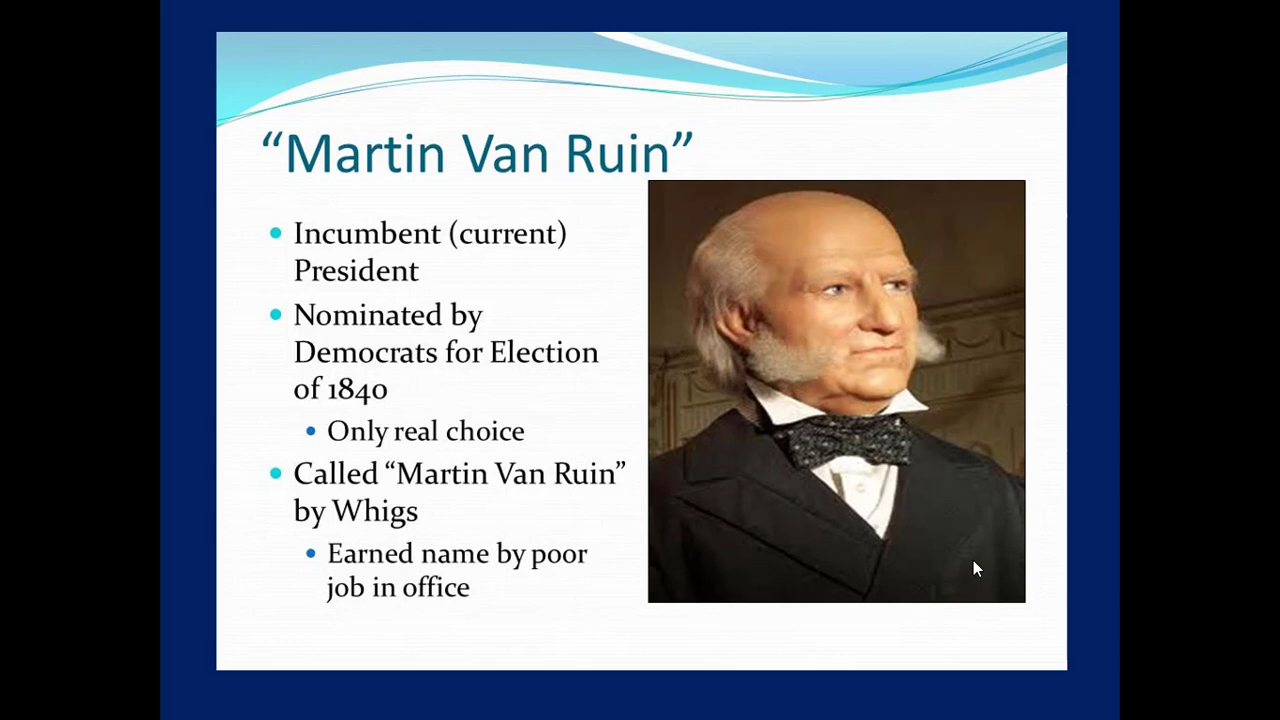 “Martin Van Ruin”
Incumbent (current)
President
Nominated by
Democrats for Election
of 1840
Only real choice
Called “Martin Van Ruin”
by Whigs
Earned name by poor
job in office